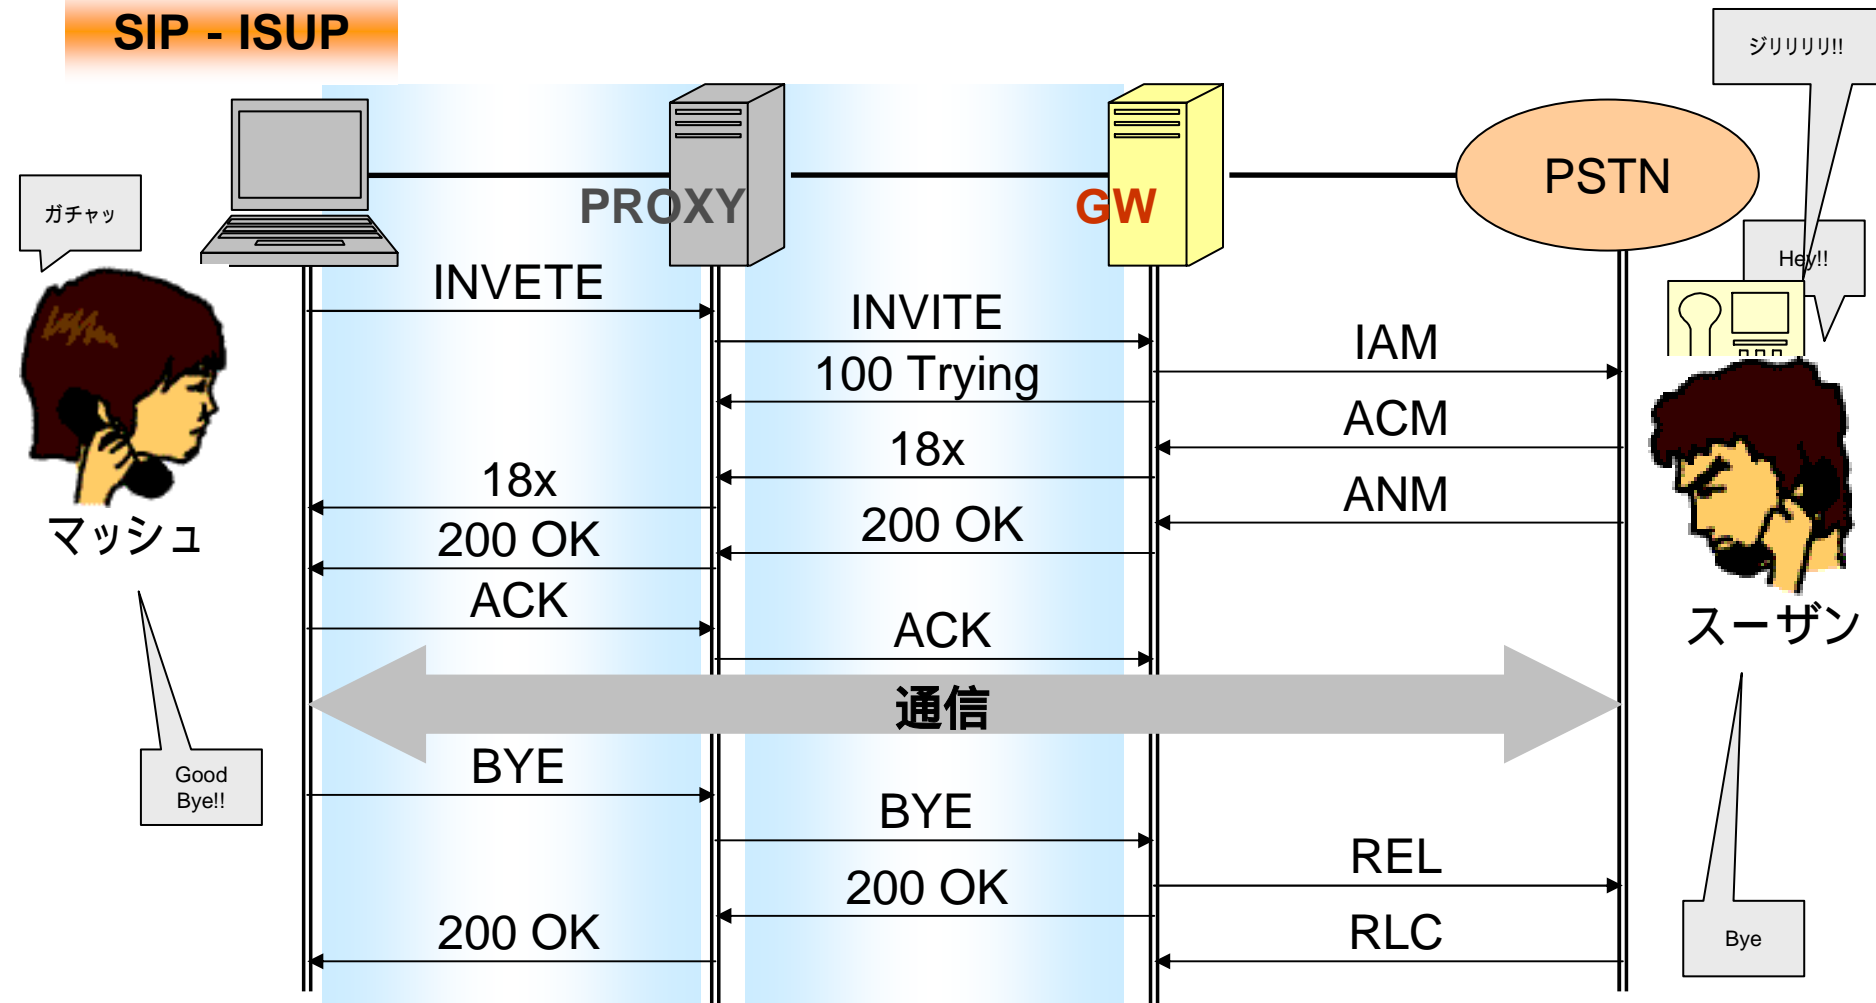 SIP - ISUP
ジリリリリ!!
ガチャッ
PROXY
GW
PSTN
Hey!!
INVETE
INVITE
IAM
100 Trying
ACM
18x
18x
ANM
200 OK
200 OK
マッシュ
ACK
ACK
スーザン
通信
BYE
Good
Bye!!
BYE
REL
200 OK
200 OK
RLC
Bye